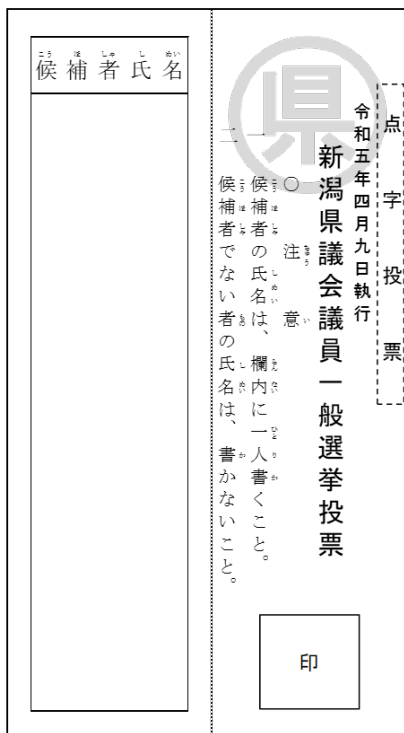 点字投票
令和五年四月九日執行
新潟県議会議員一般選挙投票
県
○注意
一 候補者の氏名は、欄内に一人書くこと。
二 候補者でない者の氏名は、書かないこと。
印
候補者氏名